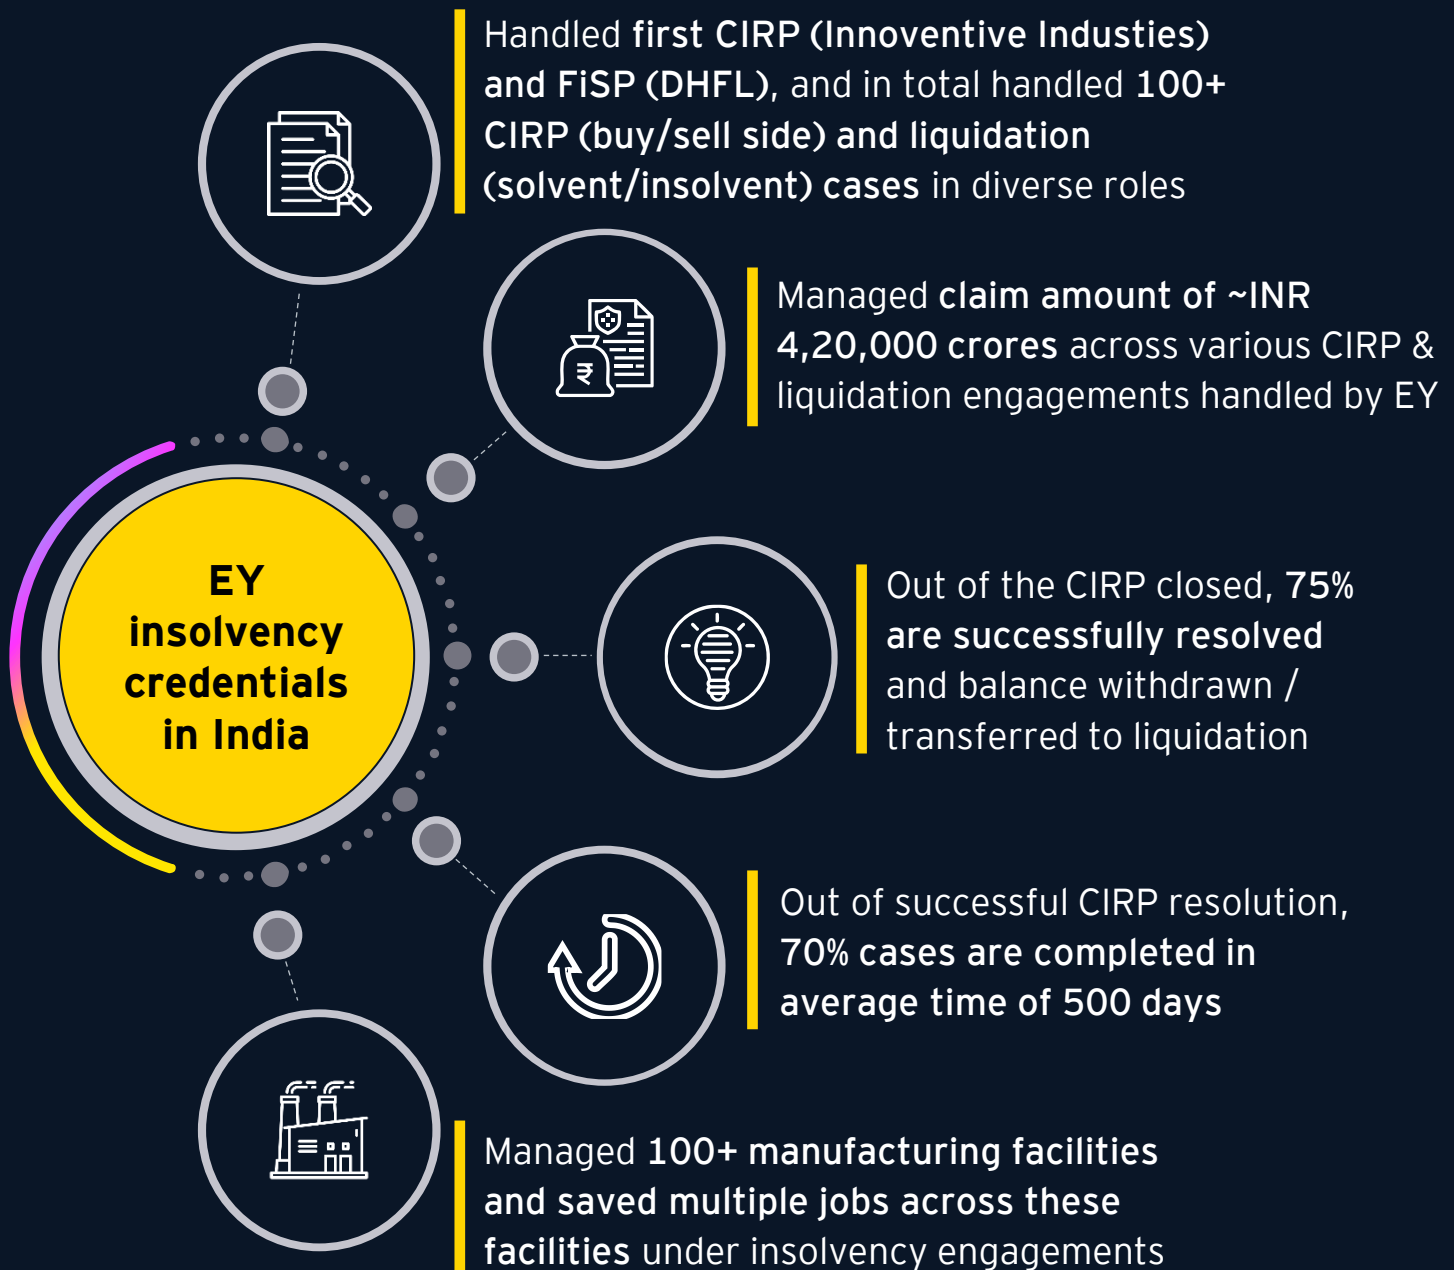 Handled first CIRP (Innoventive Industies)
and FiSP (DHFL), and in total handled 100+
CIRP (buy/sell side) and liquidation
(solvent/insolvent) cases in diverse roles
Managed claim amount of ~INR
4,20,000 crores across various CIRP &
liquidation engagements handled by EY
₹
EY
insolvency
credentials
in India
Out of the CIRP closed, 75%
are successfully resolved
and balance withdrawn /
transferred to liquidation
Out of successful CIRP resolution,
70% cases are completed in
average time of 500 days
Managed 100+ manufacturing facilities
and saved multiple jobs across these
facilities under insolvency engagements